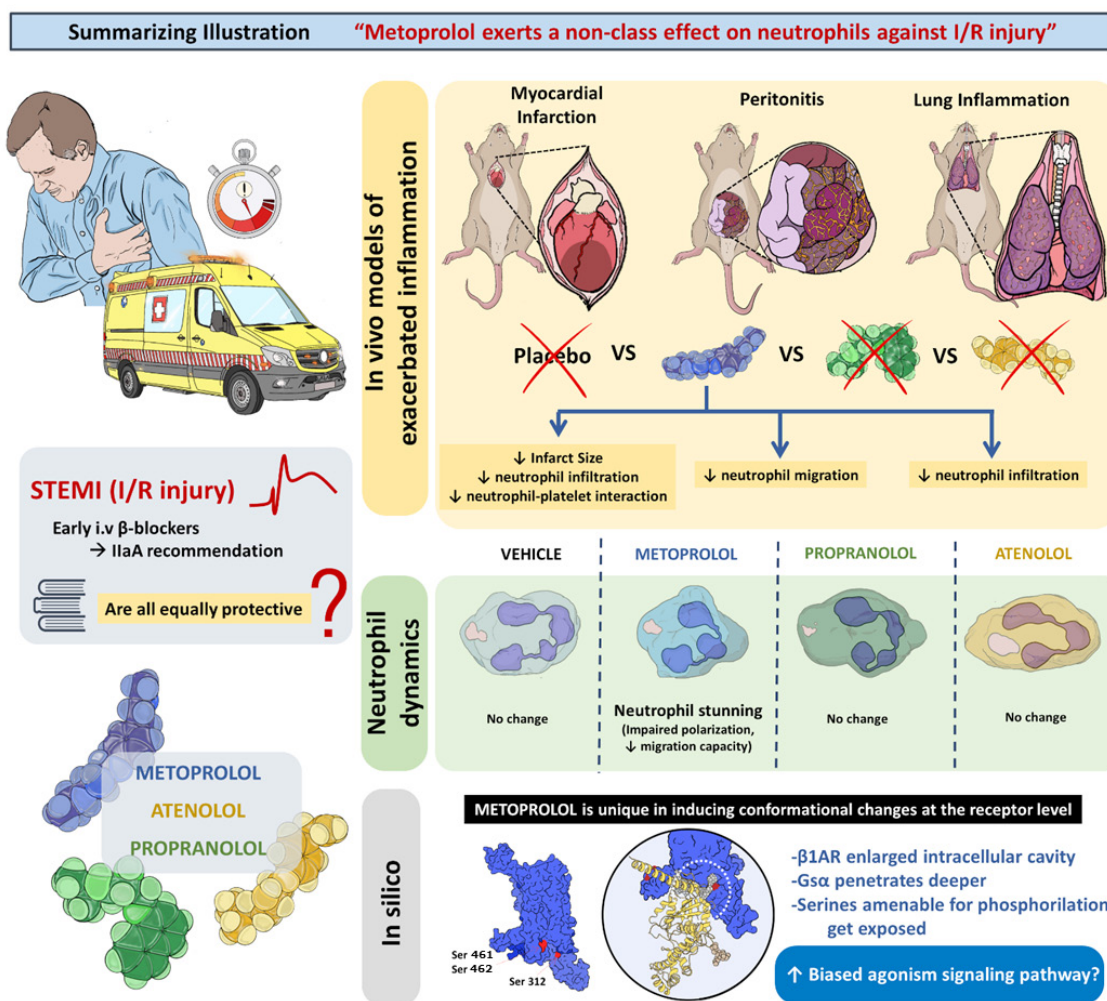 Summarizing Illustration “Metoprolol exerts a non-class effect on neutrophils against I/R injury”
STEMI (I/R injury)
Early i.v β-blockers
→ IIaA recommendation
Are all equally protective ?
METOPROLOL
ATENOLOL
PROPRANOLOL
In vivo models of
exacerbated inflammation
Myocardial
Infarction
Peritonitis
Lung Inflammation
Placebo VS VS VS
↓ Infarct Size
↓ neutrophil infiltration
↓ neutrophil-platelet interaction
↓ neutrophil migration
↓ neutrophil infiltration
Neutrophil
dynamics
VEHICLE
METOPROLOL
PROPRANOLOL
ATENOLOL
No change
Neutrophil stunning
(Impaired polarization,
↓ migration capacity)
No change
No change
In silico
METOPROLOL is unique in inducing conformational changes at the receptor level
Ser 461
Ser 462
Ser 312
-β1AR enlarged intracellular cavity
-Gsα penetrates deeper
-Serines amenable for phosphorilation
get exposed
↑ Biased agonism signaling pathway?